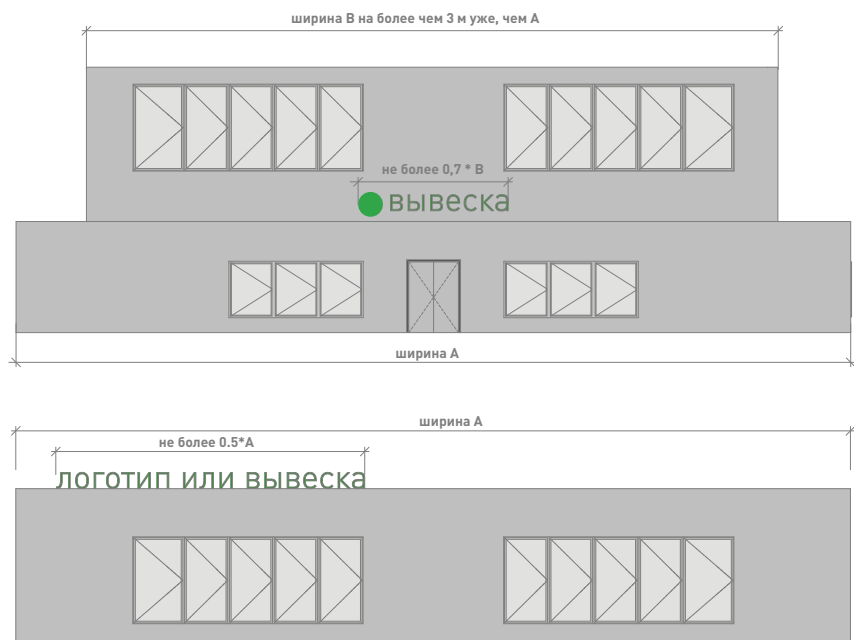 ширина В на более чем 3 м уже, чем А
не более 0,7 * В
вывеска
ширина А
ширина А
не более 0.5*А
логотип или вывеска